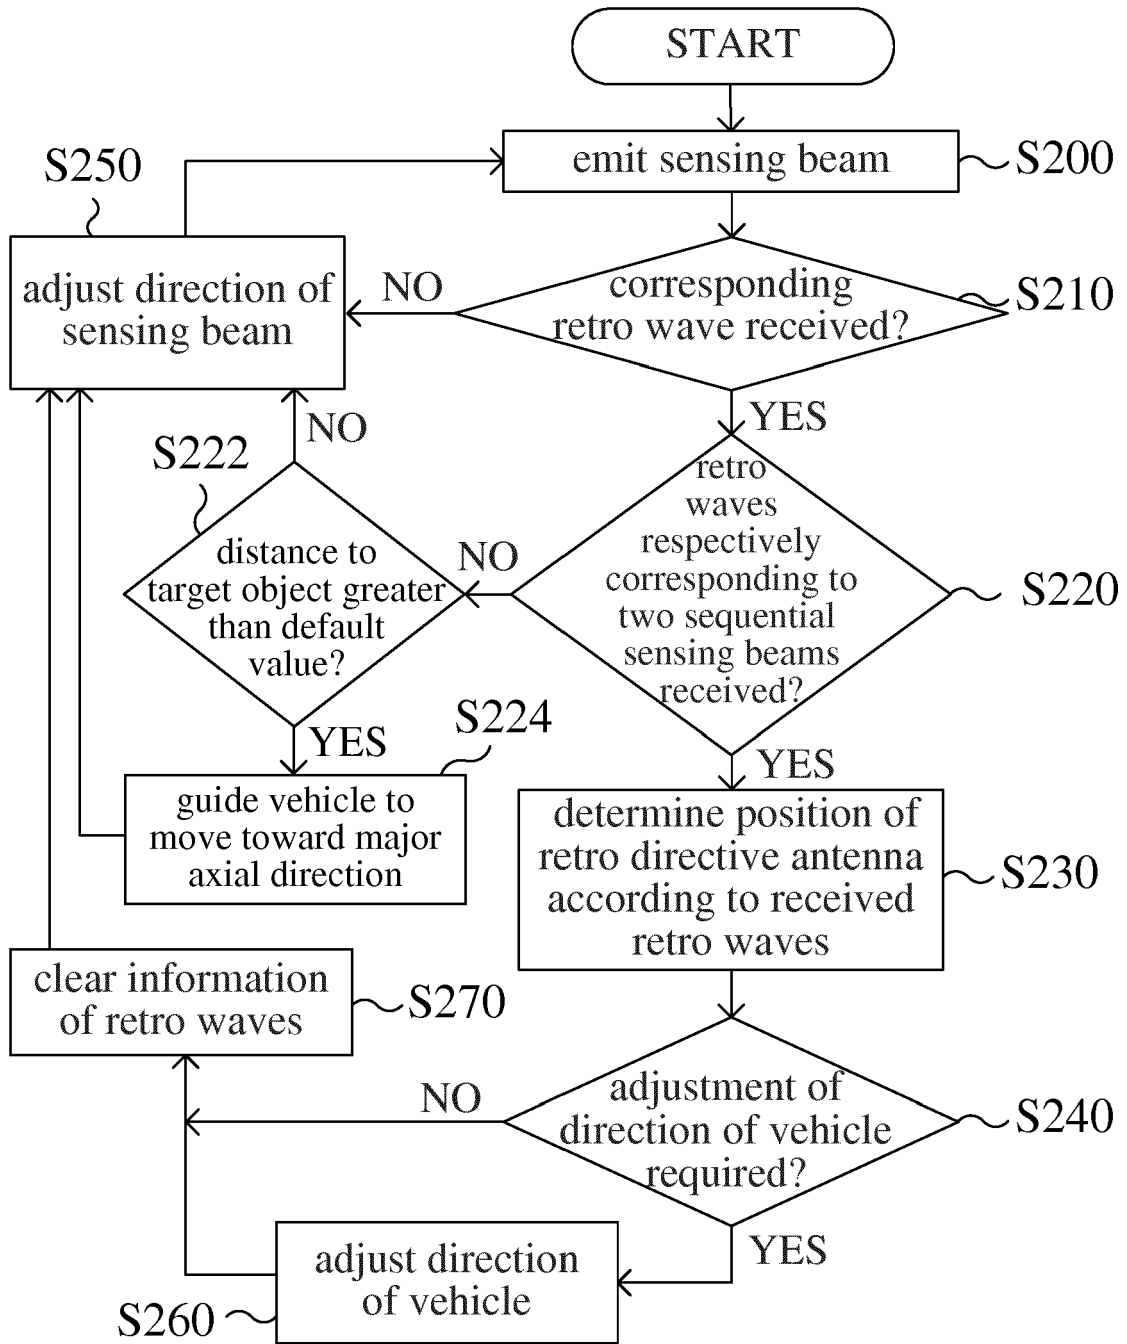 START
emit sensing beam
S200
S250
adjust direction of
sensing beam
NO
corresponding
retro wave received?
S210
YES
NO
S222
distance to
target object greater
than default
value?
NO
retro
waves
respectively
corresponding to
two sequential
sensing beams
received?
S220
YES
S224
guide vehicle to
move toward major
axial direction
YES
determine position of
retro directive antenna
according to received
retro waves
S230
clear information
of retro waves
S270
NO
adjustment of
direction of vehicle
required?
S240
YES
adjust direction
of vehicle
S260